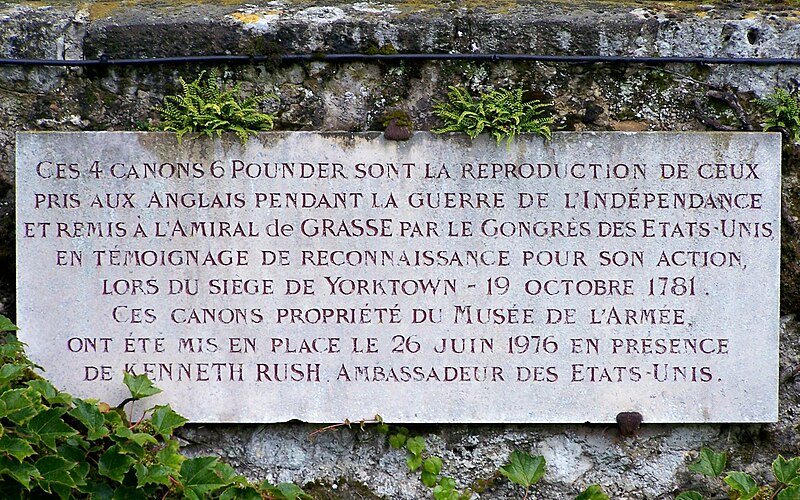 CES 4 CANONS 6 POUNDER SONT LA REPRODUCTION DE CEUX
PRIS AUX ANGLAIS PENDANT LA GUERRE DE L'INDÉPENDANCE
ET REMIS À L'AMIRAL de GRASSE PAR LE CONGRÈS DES ETATS-UNIS
EN TÉMOIGNAGE DE RECONNAISSANCE POUR SON ACTION,
LORS DU SIEGE DE YORKTOWN - 19 OCTOBRE 1781.
CES CANONS PROPRIÉTÉ DU MUSÉE DE L'ARMÉE
ONT ÉTÉ MIS EN PLACE LE 26 JUIN 1976 EN PRÉSENCE
DE KENNETH RUSH, AMBASSADEUR DES ETATS-UNIS.